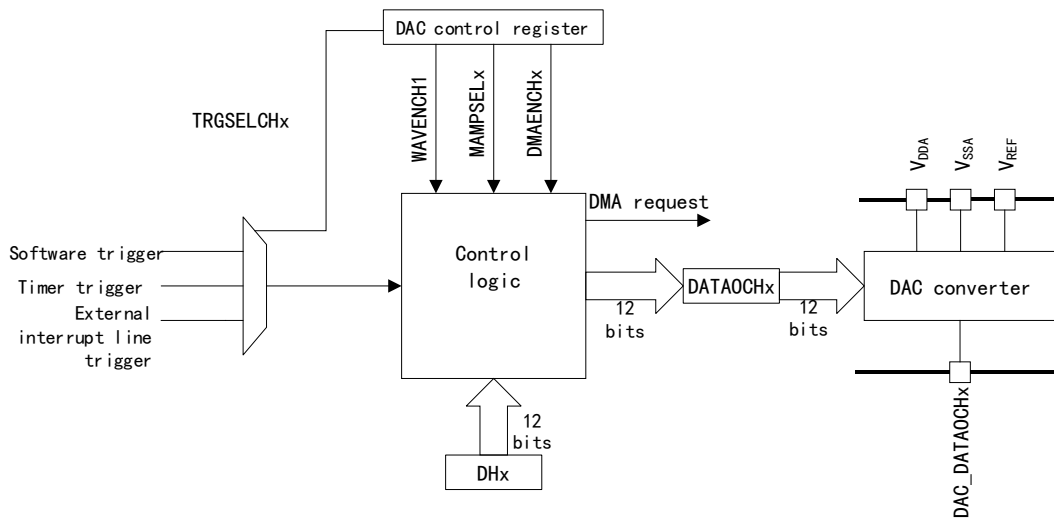 DAC control register
TRGSELCHx
WAVENCH1
MAMPSELx
DMAENCHx
Software trigger
Timer trigger
External
interrupt line
trigger
Control
logic
DMA request
12
bits
DATAOCHx
12
bits
VDDA
VSSA
VREF
DAC converter
DAC_DATAOCHx
12
bits
DHx